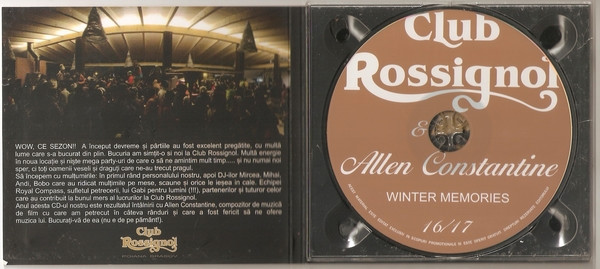 WOW, CE SEZON!! A început devreme și pârtiile au fost excelent pregătite, cu multă
lume care s-a bucurat din plin. Bucuria am simțit-o si noi la Club Rossignol. Multă energie
în noua locație și niște mega party-uri de care o să ne amintim mult timp.... și nu numai noi
sper, ci toți oamenii veseli și draguți care ne-au trecut pragul.
Să începem cu mulțumirile: în primul rând personalului nostru, apoi DJ-ilor Mircea, Mihai,
Andi, Bobo care au ridicat mulțimile pe mese, scaune și orice le ieșea in cale. Echipei
Royal Compass, sufletul petrecerii, lui Gabi pentru lumini (!!!), partenerilor și tuturor celor
care au contribuit la bunul mers al lucrurilor la Club Rossignol.
Anul acesta CD-ul nostru este rezultatul întâlnirii cu Allen Constantine, compozitor de muzică
de film cu care am petrecut în câteva rânduri și care a fost fericit să ne ofere
muzica lui. Bucurați-vă de ea (nu e de pe pământ!).
Club
Rossignol
POIANA BRASOV
Club
Rossignol
&
Allen Constantine
WINTER MEMORIES
16/17